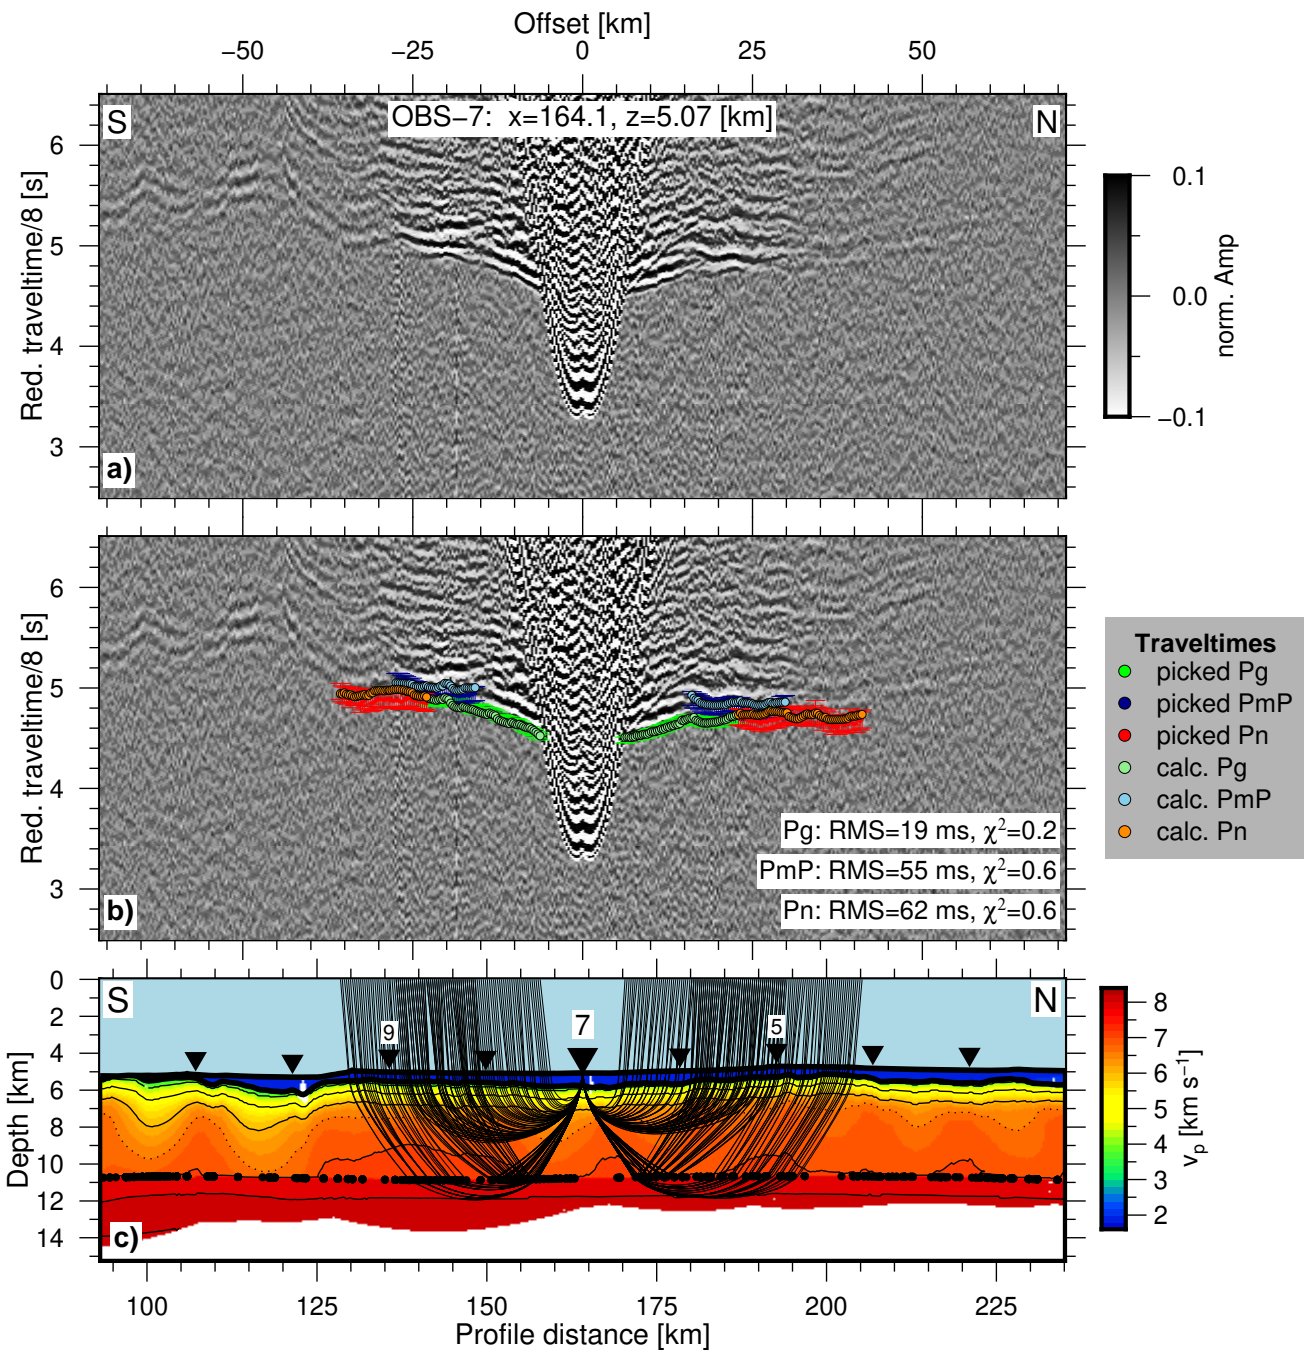 Offset [km]
−50 −25 0 25 50
S
OBS−7: x=164.1, z=5.07 [km]
N
6
5
4
3
Red. traveltime/8 [s]
a)
0.1
0.0
−0.1
norm. Amp
6
5
4
3
Red. traveltime/8 [s]
b)
Pg: RMS=19 ms, χ²=0.2
PmP: RMS=55 ms, χ²=0.6
Pn: RMS=62 ms, χ²=0.6
Traveltimes
picked Pg
picked PmP
picked Pn
calc. Pg
calc. PmP
calc. Pn
S
9
7
5
N
0
2
4
6
8
10
12
14
Depth [km]
c)
8
7
6
5
4
3
2
vp [km s⁻¹]
100 125 150 175 200 225
Profile distance [km]